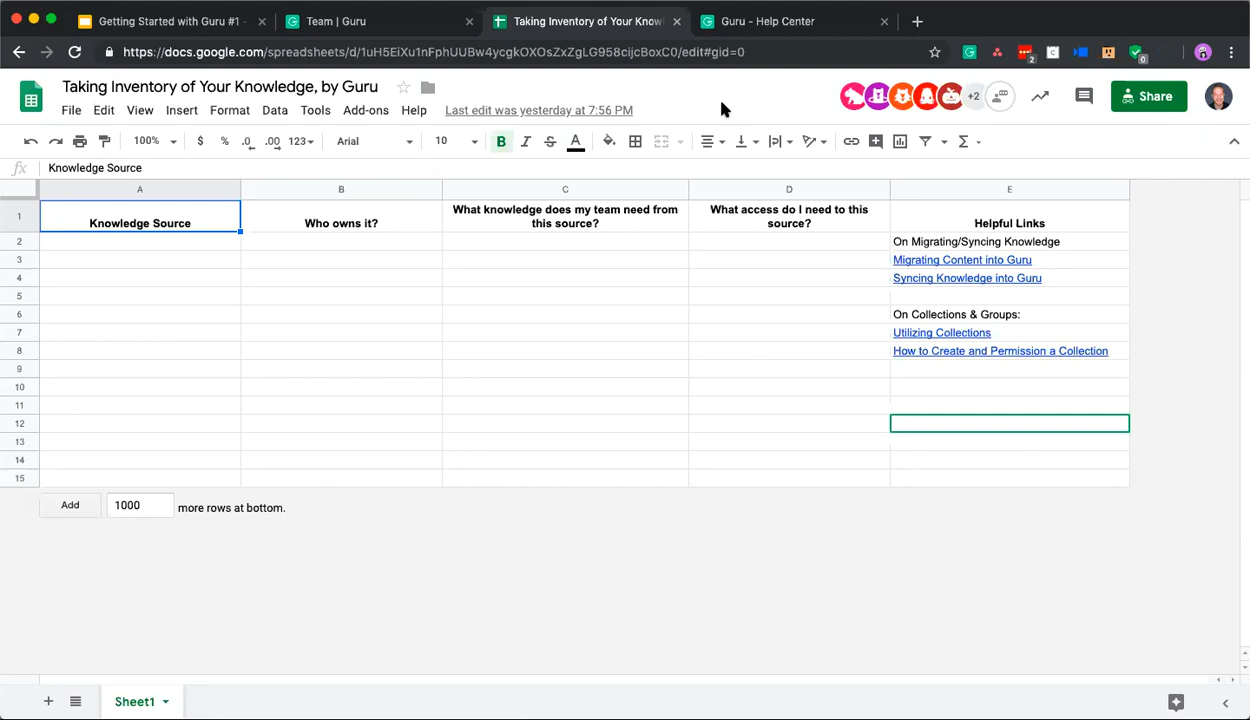 Getting Started with Guru #1 -
Team | Guru
Taking Inventory of Your Knowl
Guru - Help Center
https://docs.google.com/spreadsheets/d/1uH5EiXu1nFphUUBw4ycgkOXOsZxZgLG958cijcBoxC0/edit#gid=0
2
0
Taking Inventory of Your Knowledge, by Guru
+2
Share
File Edit View Insert Format Data Tools Add-ons Help Last edit was yesterday at 7:56 PM
100% $ % .0 .00 123 Arial 10 B I S A Σ
fx Knowledge Source
A B C D E
1 Knowledge Source Who owns it? What knowledge does my team need from this source? What access do I need to this source? Helpful Links
2 On Migrating/Syncing Knowledge
3 Migrating Content into Guru
4 Syncing Knowledge into Guru
5
6 On Collections & Groups:
7 Utilizing Collections
8 How to Create and Permission a Collection
9
10
11
12
13
14
15
Add 1000 more rows at bottom.
Sheet1